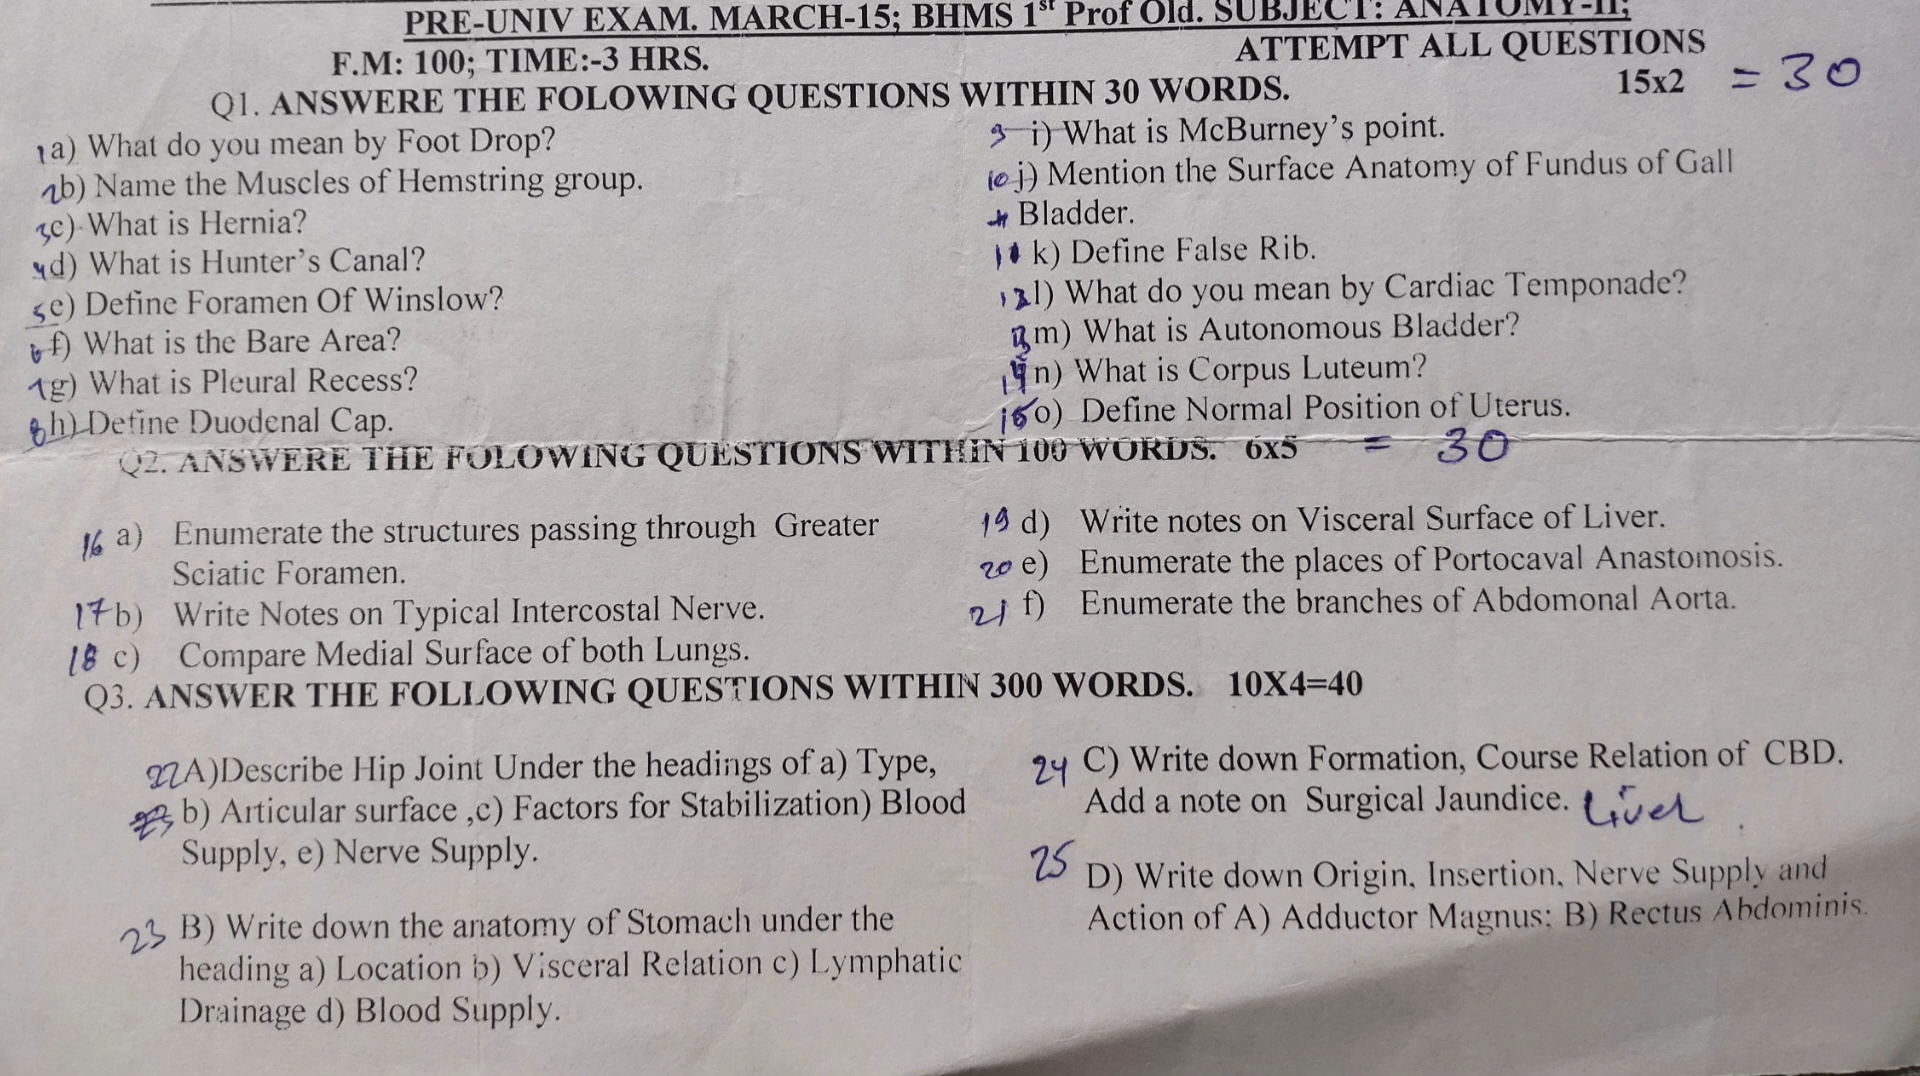 PRE-UNIV EXAM. MARCH-15; BHMS 1st Prof Old. SUBJECT: ANATOMY-II;
F.M: 100; TIME:-3 HRS. ATTEMPT ALL QUESTIONS
Q1. ANSWERE THE FOLOWING QUESTIONS WITHIN 30 WORDS. 15x2 = 30
1 a) What do you mean by Foot Drop?
2 b) Name the Muscles of Hemstring group.
3 c) What is Hernia?
4 d) What is Hunter's Canal?
5 e) Define Foramen Of Winslow?
6 f) What is the Bare Area?
7 g) What is Pleural Recess?
8 h) Define Duodenal Cap.
9 i) What is McBurney's point.
10 j) Mention the Surface Anatomy of Fundus of Gall
Bladder.
11 k) Define False Rib.
12 l) What do you mean by Cardiac Temponade?
13 m) What is Autonomous Bladder?
14 n) What is Corpus Luteum?
15 o) Define Normal Position of Uterus.
Q2. ANSWERE THE FOLOWING QUESTIONS WITHIN 100 WORDS. 6x5 = 30
16 a) Enumerate the structures passing through Greater
Sciatic Foramen.
17 b) Write Notes on Typical Intercostal Nerve.
18 c) Compare Medial Surface of both Lungs.
19 d) Write notes on Visceral Surface of Liver.
20 e) Enumerate the places of Portocaval Anastomosis.
21 f) Enumerate the branches of Abdomonal Aorta.
Q3. ANSWER THE FOLLOWING QUESTIONS WITHIN 300 WORDS. 10X4=40
22 A)Describe Hip Joint Under the headings of a) Type,
b) Articular surface ,c) Factors for Stabilization) Blood
Supply, e) Nerve Supply.
23 B) Write down the anatomy of Stomach under the
heading a) Location b) Visceral Relation c) Lymphatic
Drainage d) Blood Supply.
24 C) Write down Formation, Course Relation of CBD.
Add a note on Surgical Jaundice. Liver
25 D) Write down Origin, Insertion, Nerve Supply and
Action of A) Adductor Magnus; B) Rectus Abdominis.